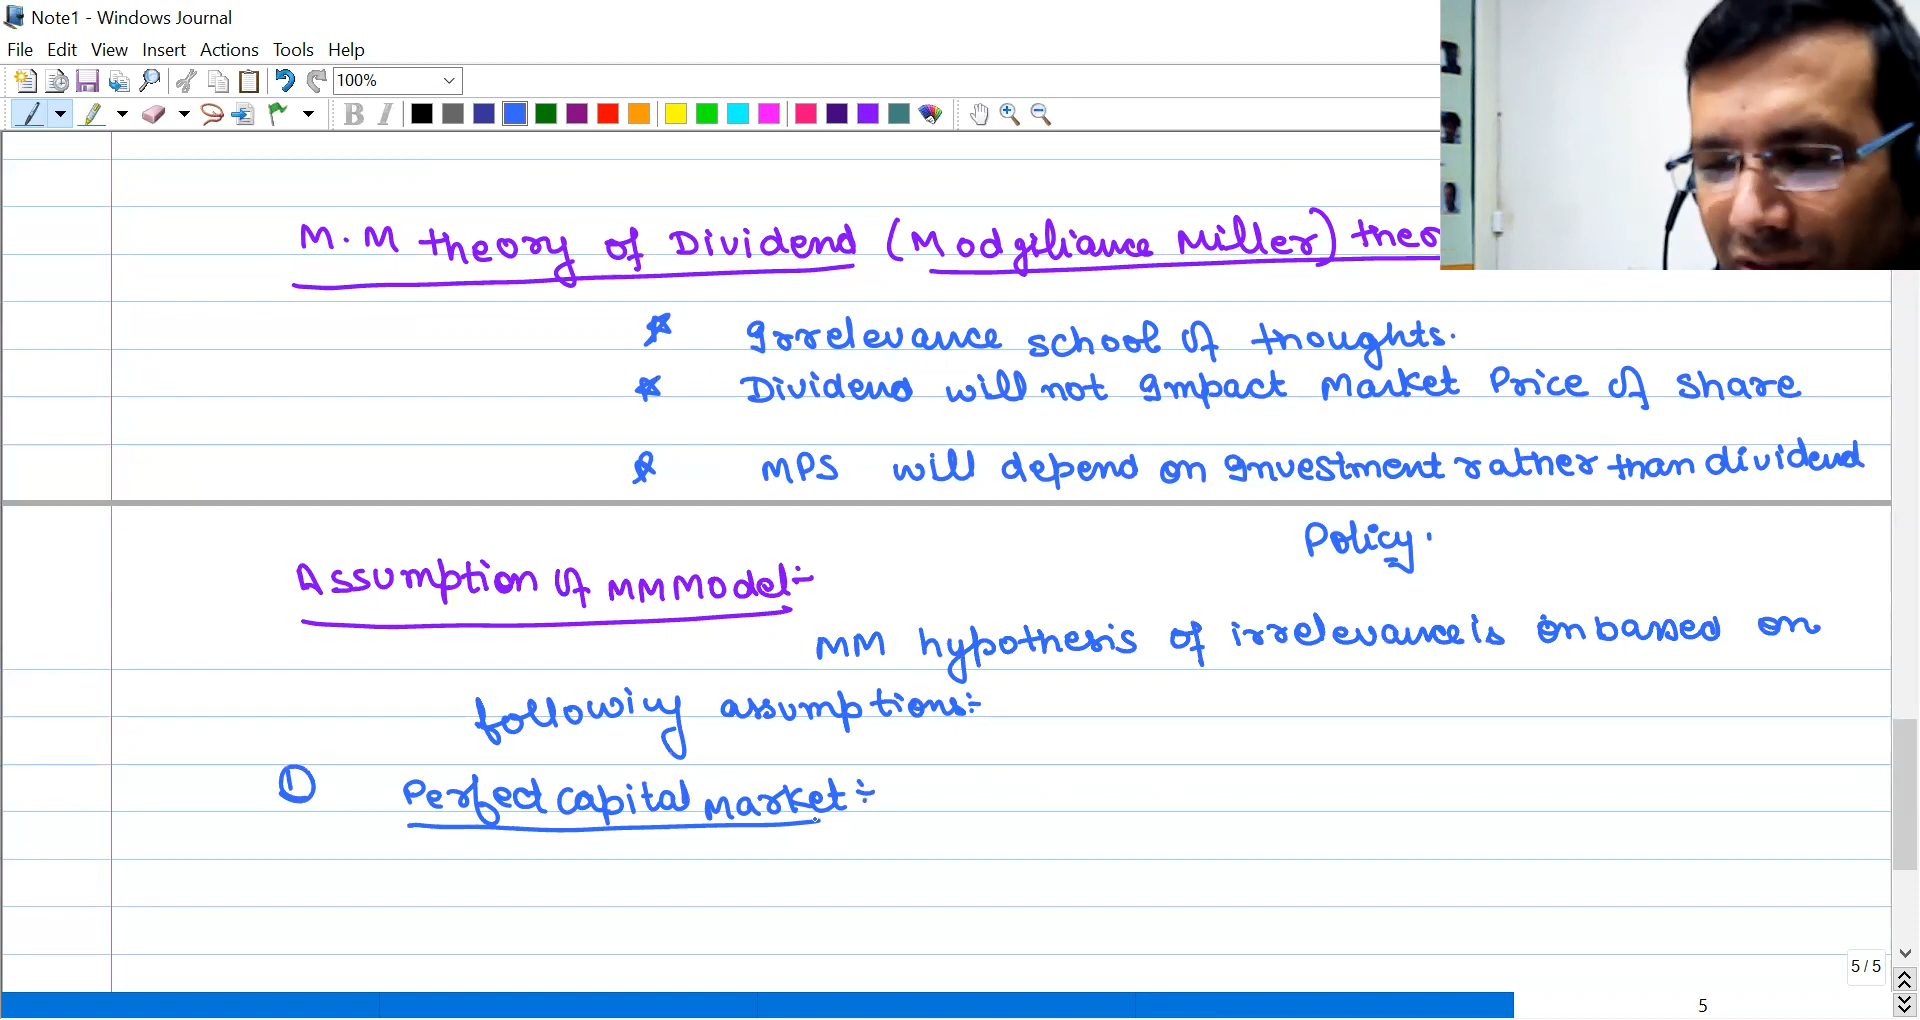 Note1 - Windows Journal
File Edit View Insert Actions Tools Help
100%
B I
M.M theory of Dividend (Modgiliance Miller) theo
* Irrelevance school of thoughts.
* Dividend will not Impact Market Price of share
* MPS will depend on Investment rather than dividend
Policy.
Assumption of MM Model:-
MM hypothesis of irrelevance is on based on
following assumptions:-
① Perfect capital Market:-
5 / 5
5